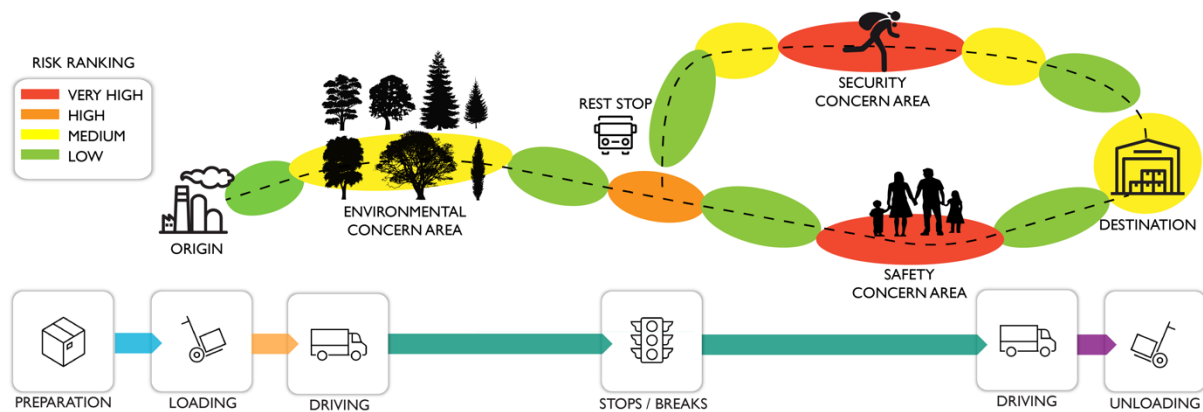 RISK RANKING
VERY HIGH
HIGH
MEDIUM
LOW
ORIGIN
ENVIRONMENTAL
CONCERN AREA
REST STOP
SECURITY
CONCERN AREA
SAFETY
CONCERN AREA
DESTINATION
PREPARATION
LOADING
DRIVING
STOPS / BREAKS
DRIVING
UNLOADING